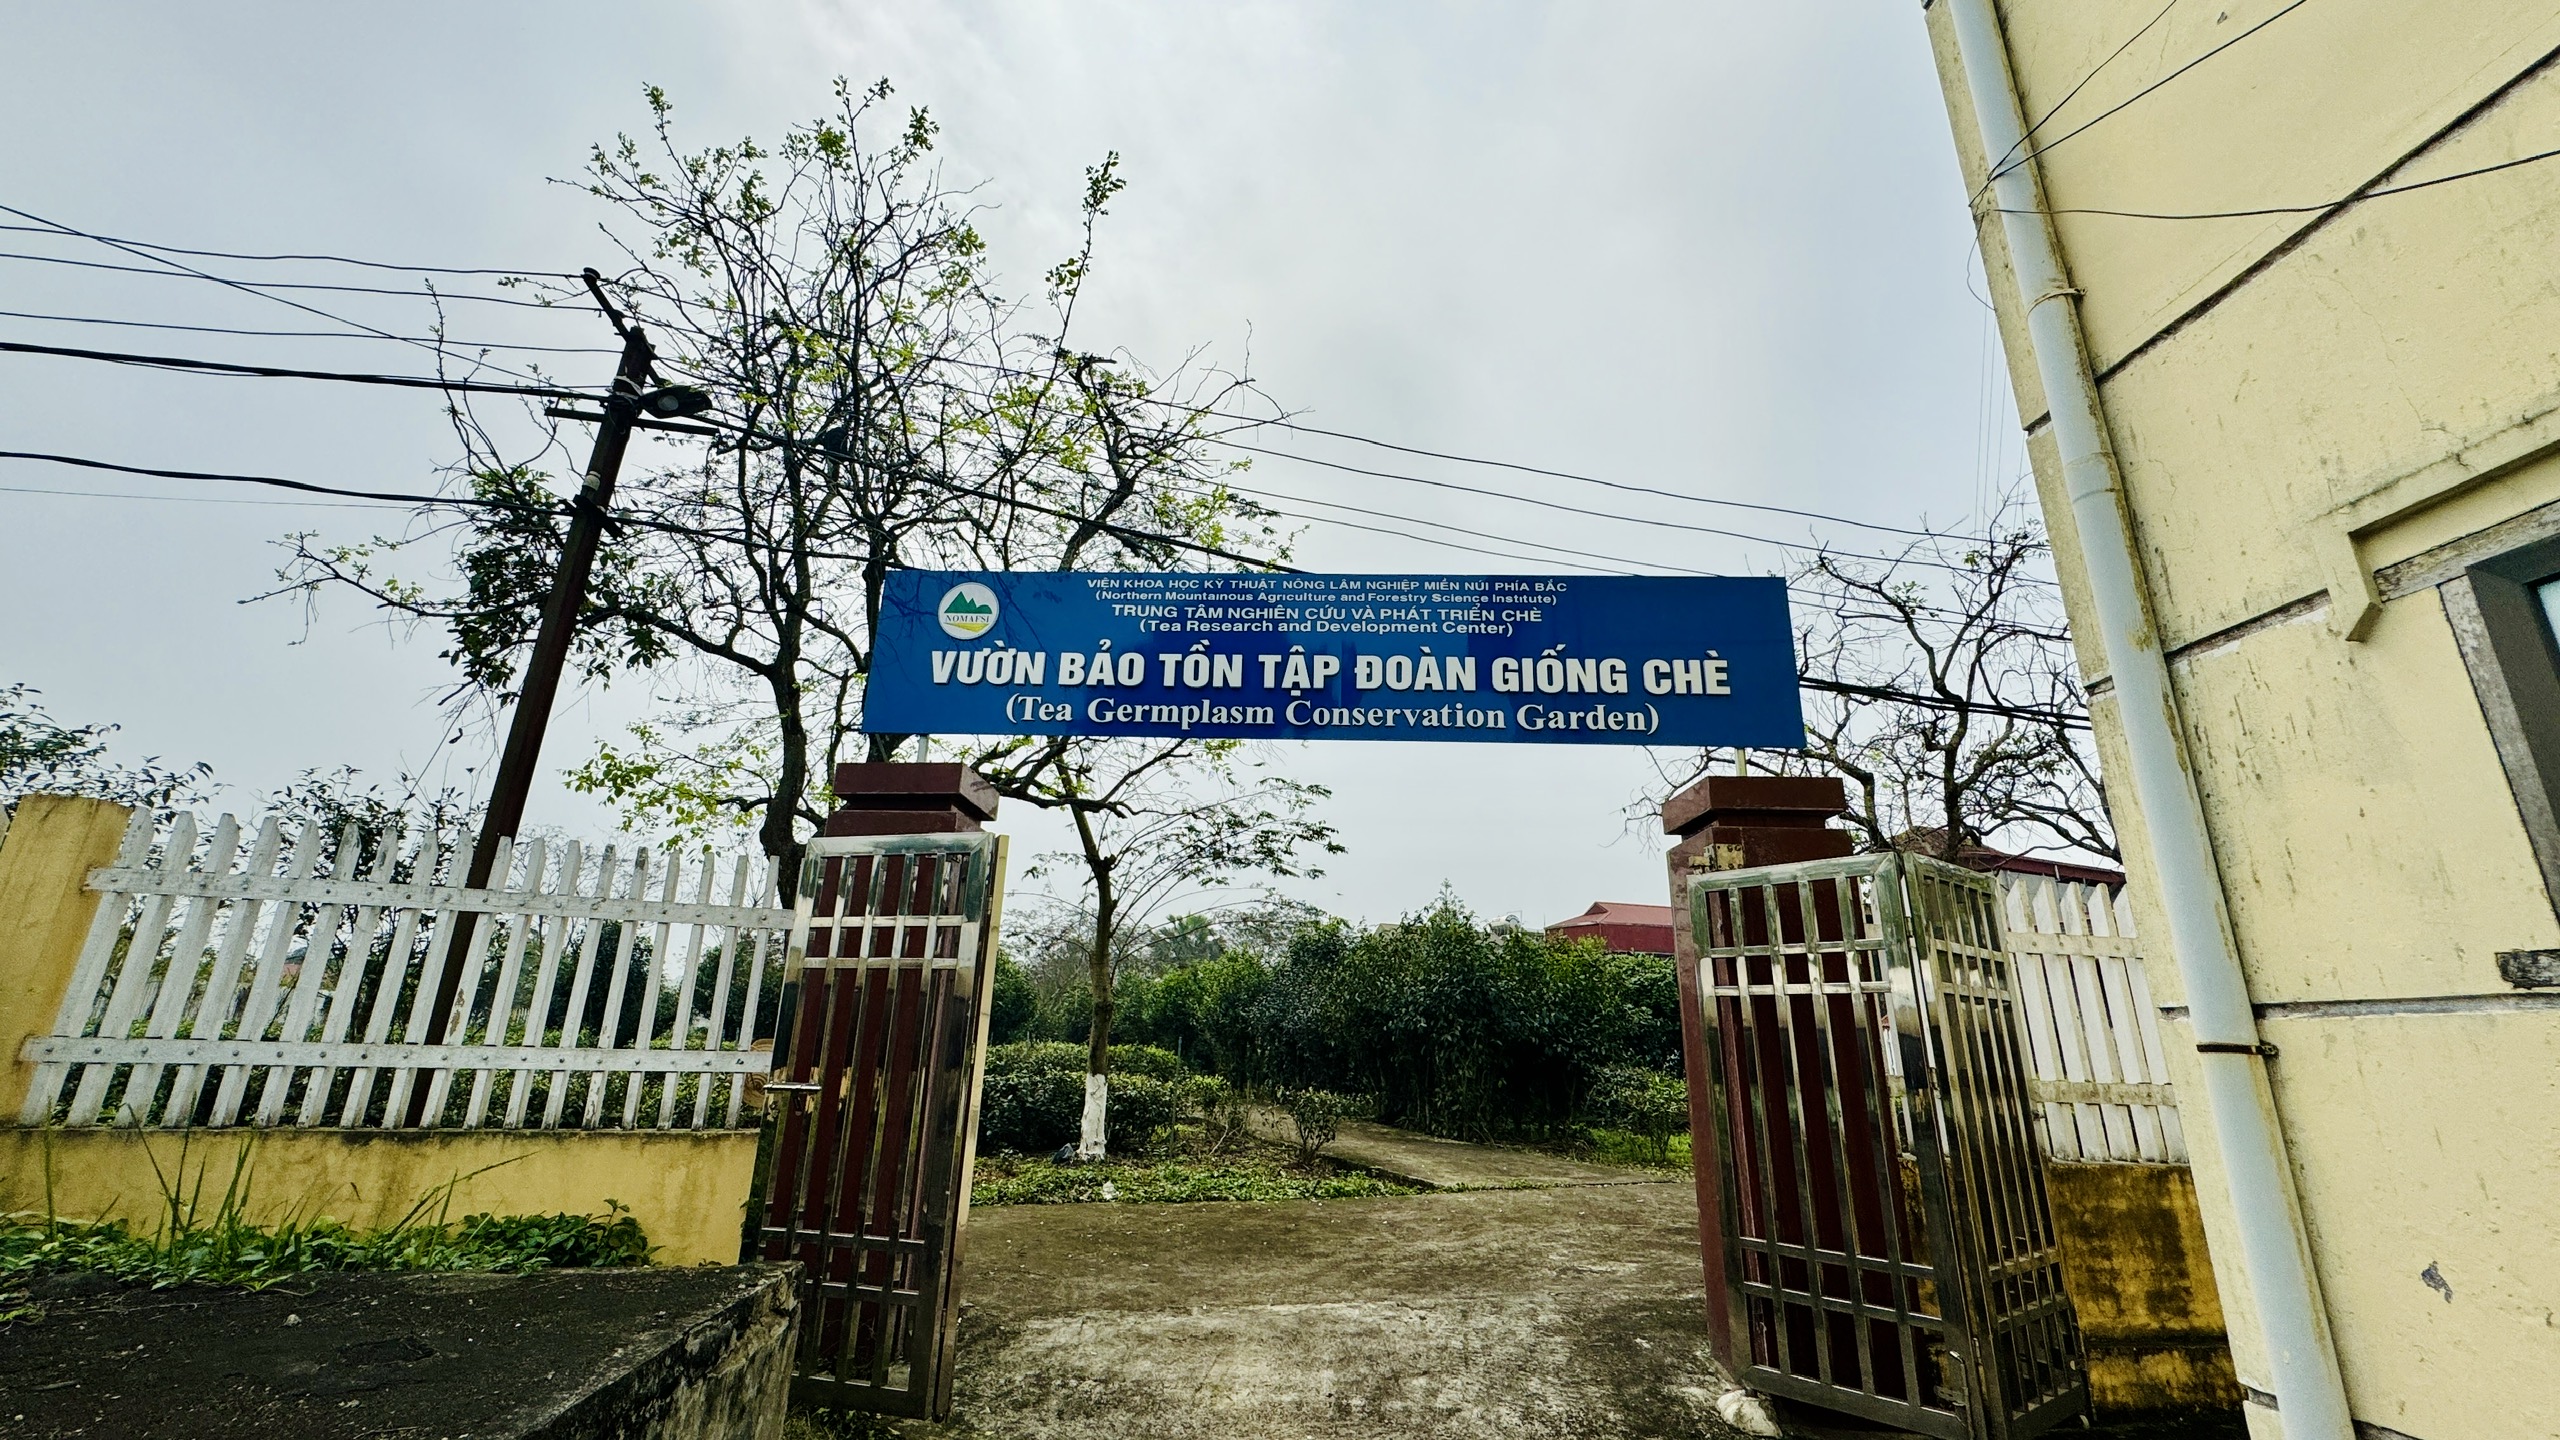 VIỆN KHOA HỌC KỸ THUẬT NÔNG LÂM NGHIỆP MIỀN NÚI PHÍA BẮC
(Northern Mountainous Agriculture and Forestry Science Institute)
TRUNG TÂM NGHIÊN CỨU VÀ PHÁT TRIỂN CHÈ
(Tea Research and Development Center)
NOMAFSI
VƯỜN BẢO TỒN TẬP ĐOÀN GIỐNG CHÈ
(Tea Germplasm Conservation Garden)